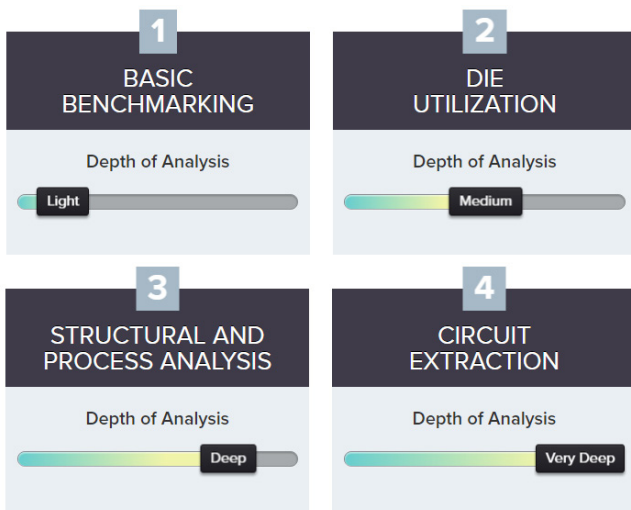 1
BASIC
BENCHMARKING
Depth of Analysis
Light
2
DIE
UTILIZATION
Depth of Analysis
Medium
3
STRUCTURAL AND
PROCESS ANALYSIS
Depth of Analysis
Deep
4
CIRCUIT
EXTRACTION
Depth of Analysis
Very Deep